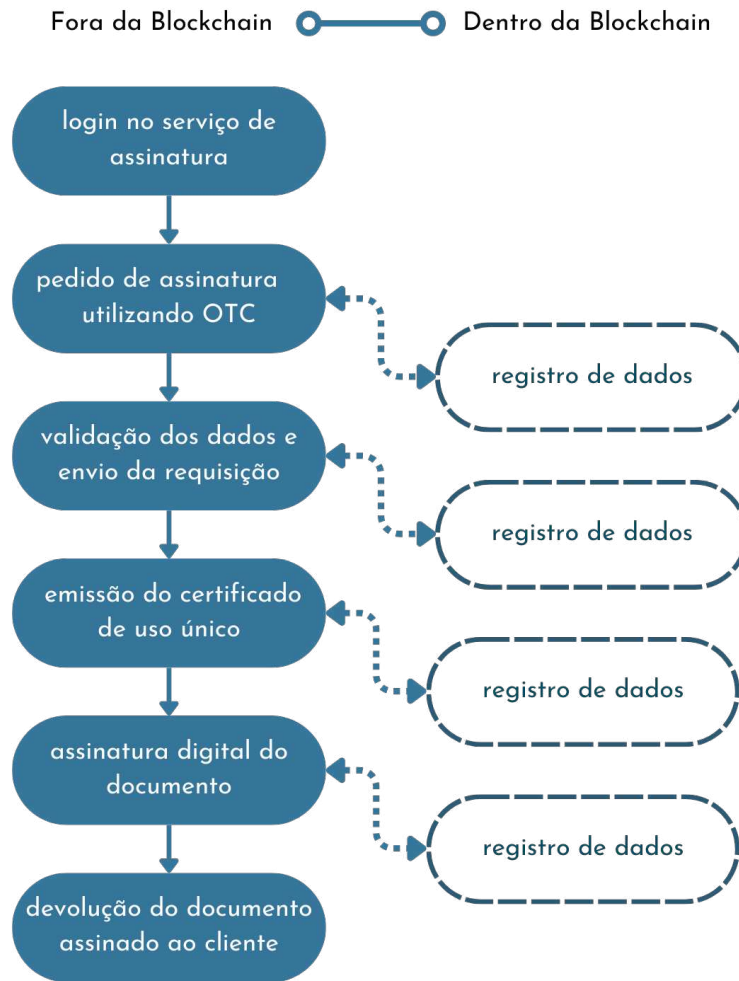 Fora da Blockchain
Dentro da Blockchain
login no serviço de
assinatura
pedido de assinatura
utilizando OTC
registro de dados
validação dos dados e
envio da requisição
registro de dados
emissão do certificado
de uso único
registro de dados
assinatura digital do
documento
registro de dados
devolução do documento
assinado ao cliente